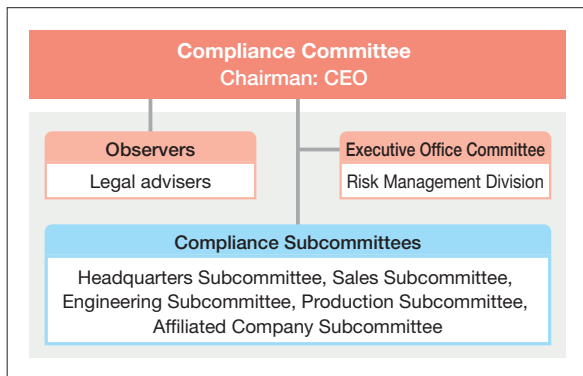 Compliance Committee
Chairman: CEO
Observers
Legal advisers
Executive Office Committee
Risk Management Division
Compliance Subcommittees
Headquarters Subcommittee, Sales Subcommittee,
Engineering Subcommittee, Production Subcommittee,
Affiliated Company Subcommittee